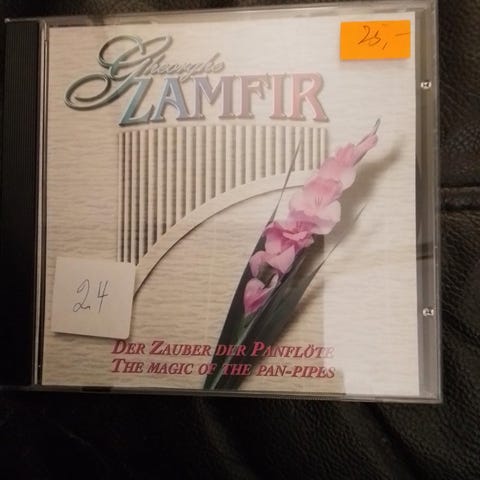 25,-
Gheorghe
ZAMFIR
24
DER ZAUBER DER PANFLÖTE
THE MAGIC OF THE PAN-PIPES